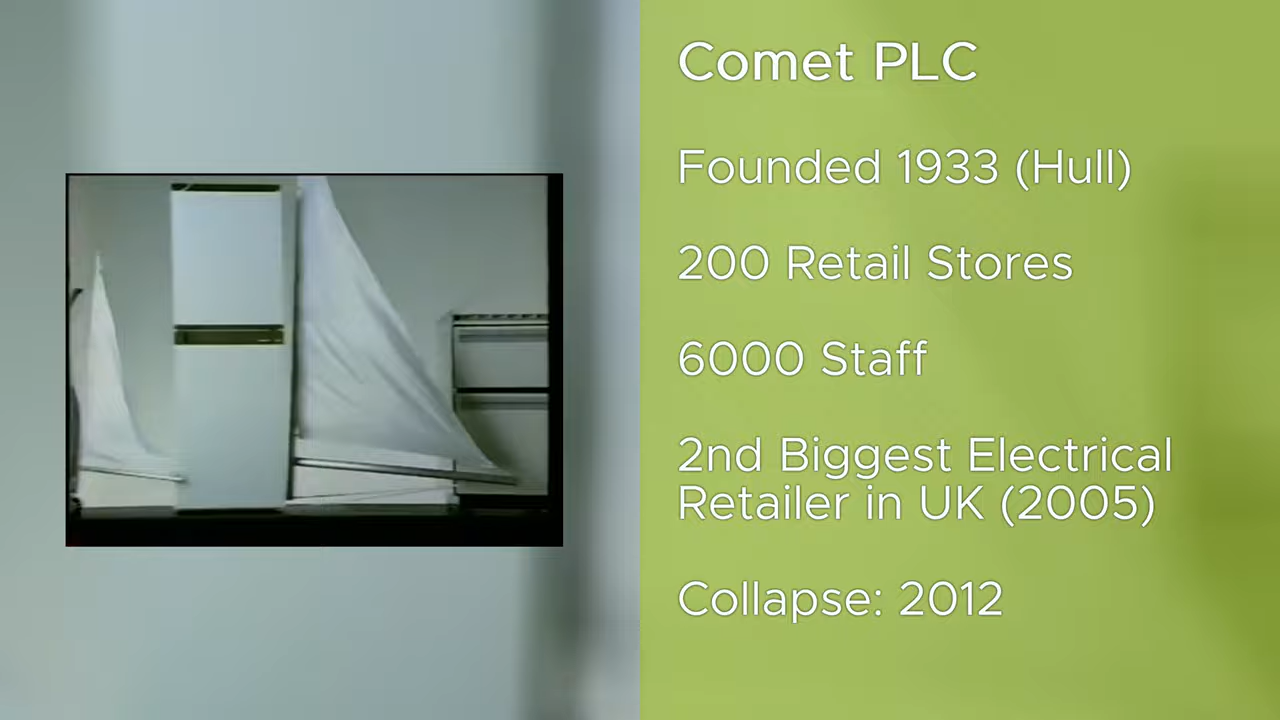 Comet PLC
Founded 1933 (Hull)
200 Retail Stores
6000 Staff
2nd Biggest Electrical
Retailer in UK (2005)
Collapse: 2012